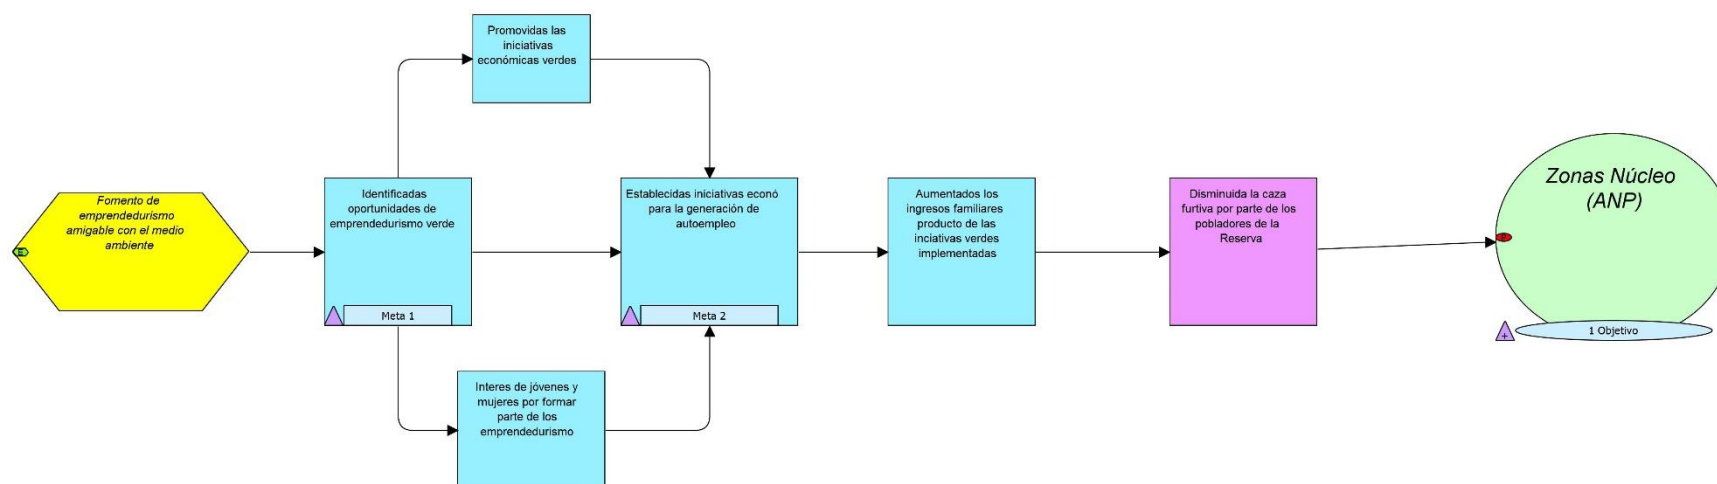 Promovidas las
iniciativas
económicas verdes
Fomento de
emprendedurismo
amigable con el medio
ambiente
Identificadas
oportunidades de
emprendedurismo verde
Meta 1
Establecidas iniciativas econó
para la generación de
autoempleo
Meta 2
Aumentados los
ingresos familiares
producto de las
inciativas verdes
implementadas
Disminuida la caza
furtiva por parte de los
pobladores de la
Reserva
Zonas Núcleo
(ANP)
1 Objetivo
Interes de jóvenes y
mujeres por formar
parte de los
emprendedurismo